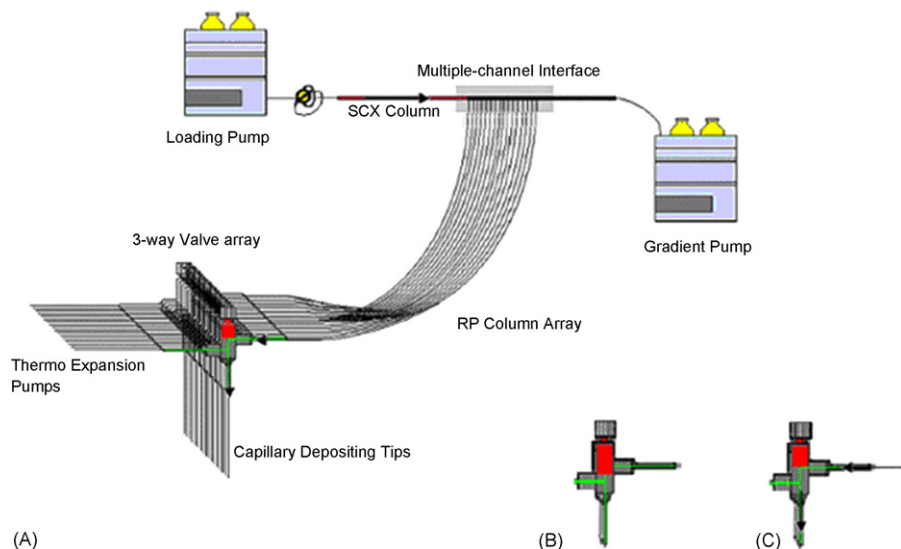 Multiple-channel Interface
SCX Column
Loading Pump
3-way Valve array
Gradient Pump
RP Column Array
Thermo Expansion
Pumps
Capillary Depositing Tips
(A)
(B)
(C)